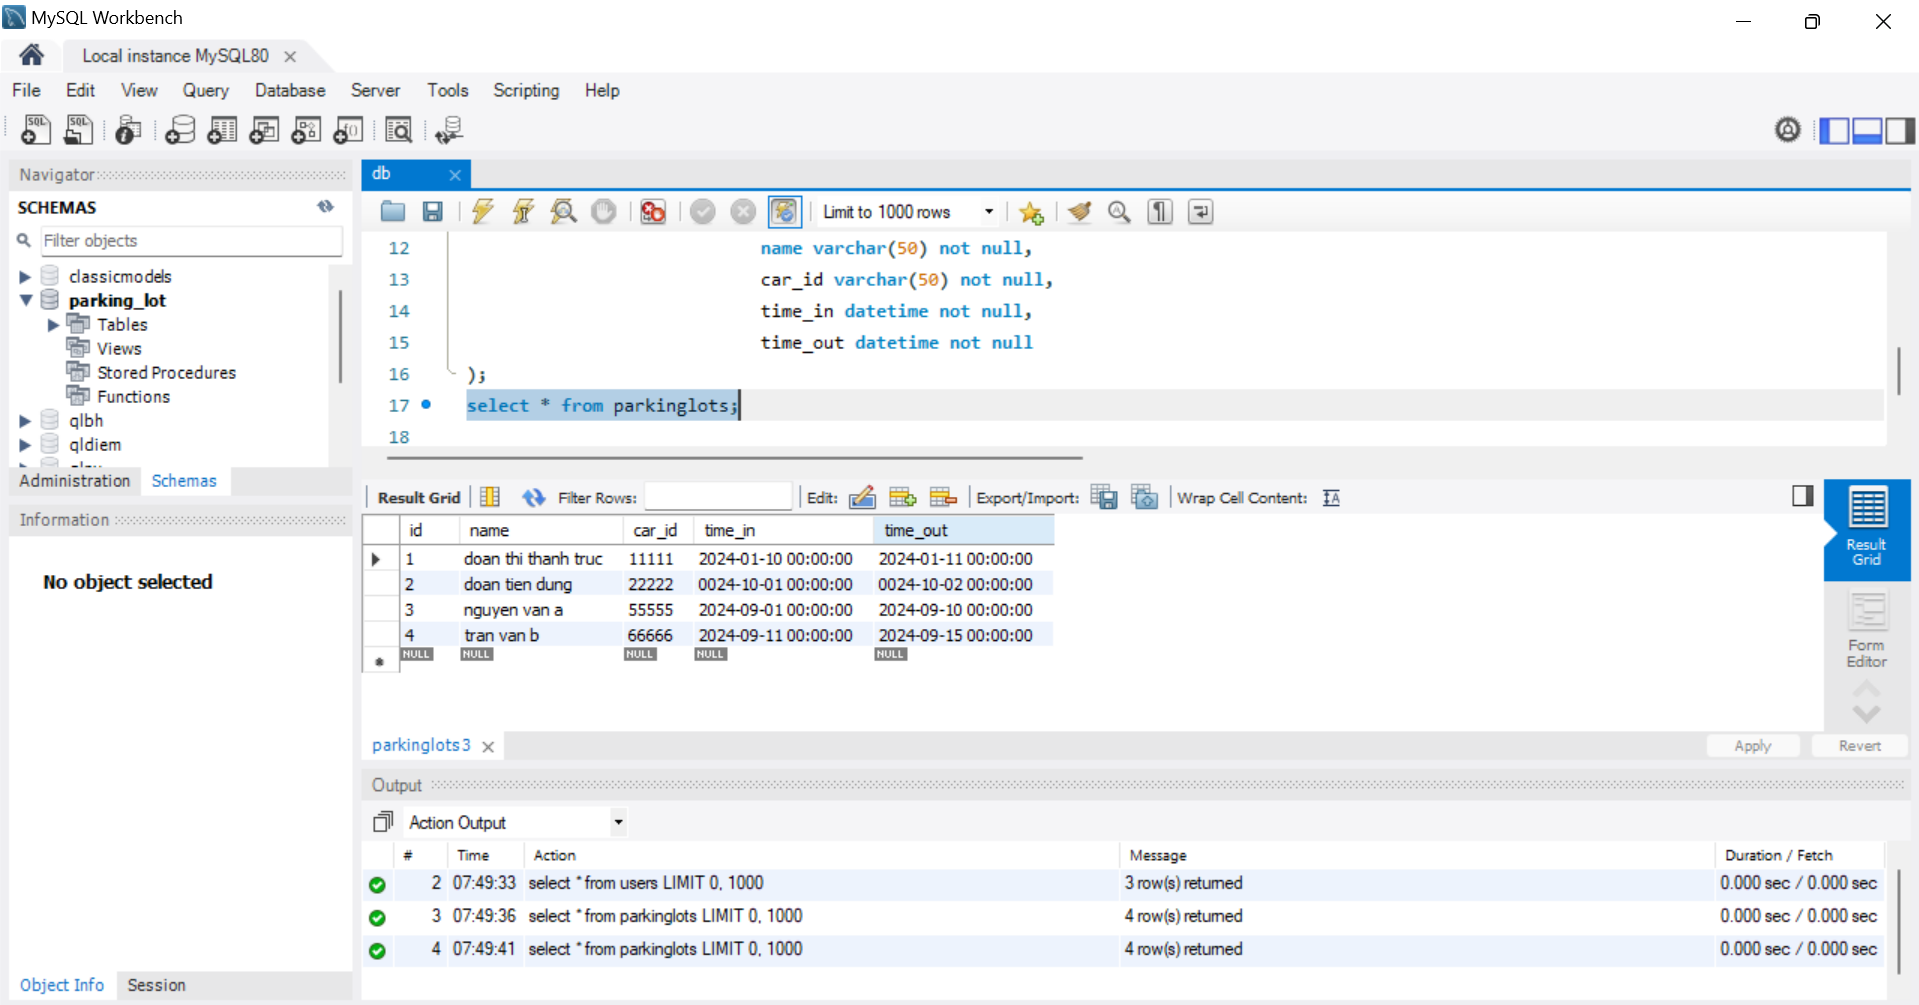 MySQL Workbench
Local instance MySQL80
File Edit View Query Database Server Tools Scripting Help
Navigator
SCHEMAS
Filter objects
classicmodels
parking_lot
Tables
Views
Stored Procedures
Functions
qlbh
qldiem
Administration Schemas
Information
No object selected
Object Info Session
db
Limit to 1000 rows
12 name varchar(50) not null,
13 car_id varchar(50) not null,
14 time_in datetime not null,
15 time_out datetime not null
16 );
17 select * from parkinglots;
18
Result Grid Filter Rows: Edit: Export/Import: Wrap Cell Content:
id name car_id time_in time_out
1 doan thi thanh truc 11111 2024-01-10 00:00:00 2024-01-11 00:00:00
2 doan tien dung 22222 0024-10-01 00:00:00 0024-10-02 00:00:00
3 nguyen van a 55555 2024-09-01 00:00:00 2024-09-10 00:00:00
4 tran van b 66666 2024-09-11 00:00:00 2024-09-15 00:00:00
NULL NULL NULL NULL NULL
Result
Grid
Form
Editor
parkinglots 3
Apply Revert
Output
Action Output
# Time Action Message Duration / Fetch
2 07:49:33 select * from users LIMIT 0, 1000 3 row(s) returned 0.000 sec / 0.000 sec
3 07:49:36 select * from parkinglots LIMIT 0, 1000 4 row(s) returned 0.000 sec / 0.000 sec
4 07:49:41 select * from parkinglots LIMIT 0, 1000 4 row(s) returned 0.000 sec / 0.000 sec